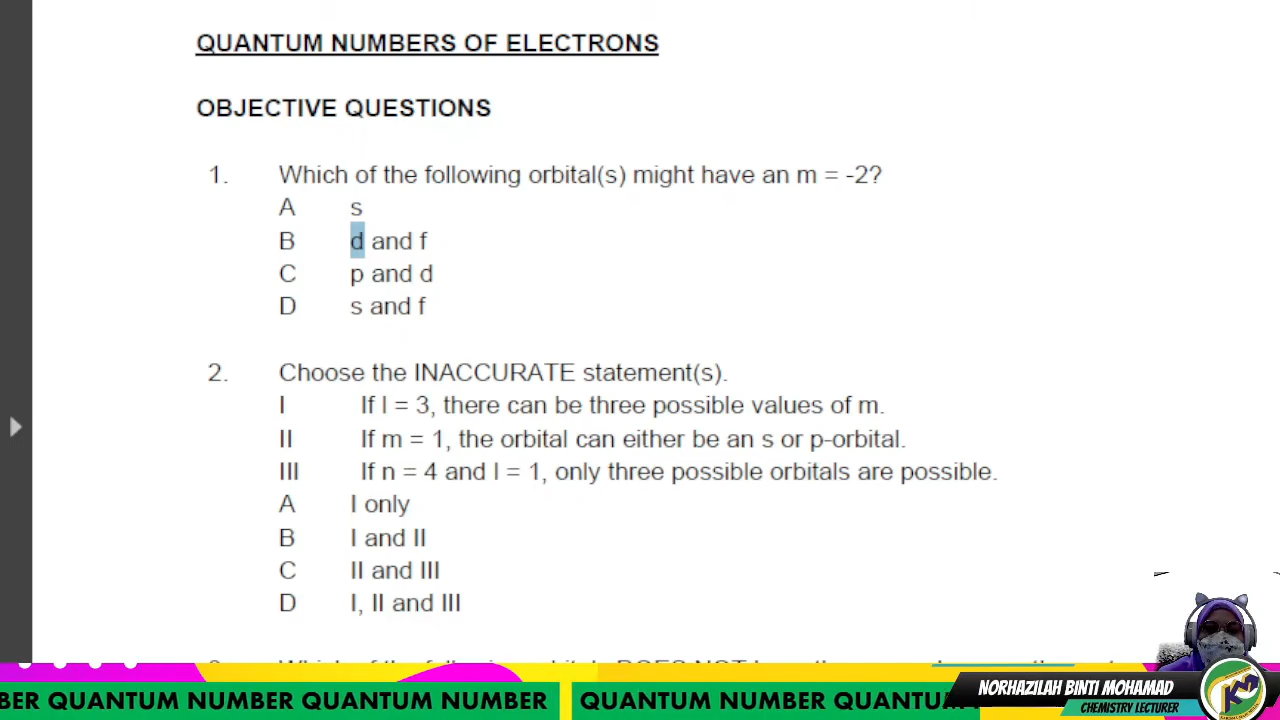 QUANTUM NUMBERS OF ELECTRONS
OBJECTIVE QUESTIONS
1. Which of the following orbital(s) might have an m = -2?
A s
B d and f
C p and d
D s and f
2. Choose the INACCURATE statement(s).
I If l = 3, there can be three possible values of m.
II If m = 1, the orbital can either be an s or p-orbital.
III If n = 4 and l = 1, only three possible orbitals are possible.
A I only
B I and II
C II and III
D I, II and III
BER QUANTUM NUMBER QUANTUM NUMBER QUANTUM NUMBER
NORHAZILAH BINTI MOHAMAD
CHEMISTRY LECTURER